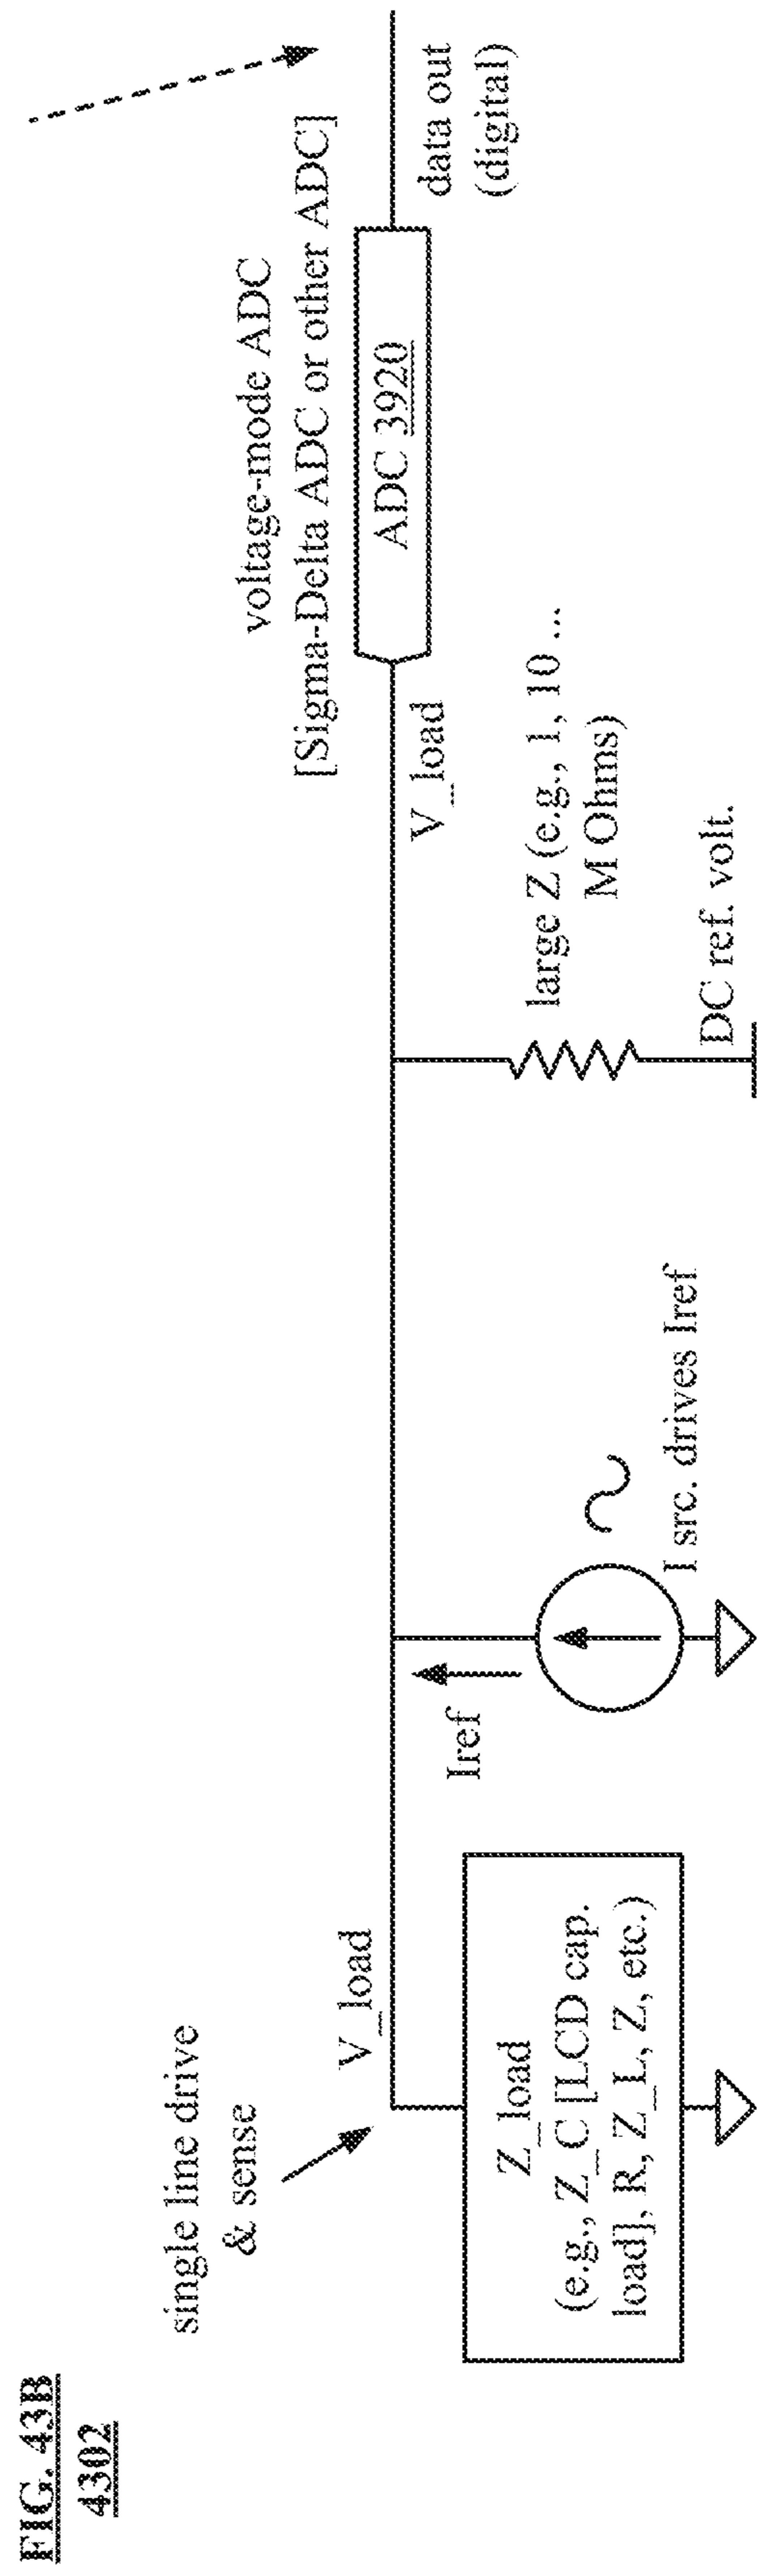 FIG. 43B
4302
single line drive
& sense
V_load
Z_load
(e.g., Z_C [LCD cap.
load], R, Z_L, Z, etc.)
Iref
I src. drives Iref
DC ref. volt.
large Z (e.g., 1, 10 ...
M Ohms)
V_load
voltage-mode ADC
[Sigma-Delta ADC or other ADC]
ADC 3920
data out
(digital)